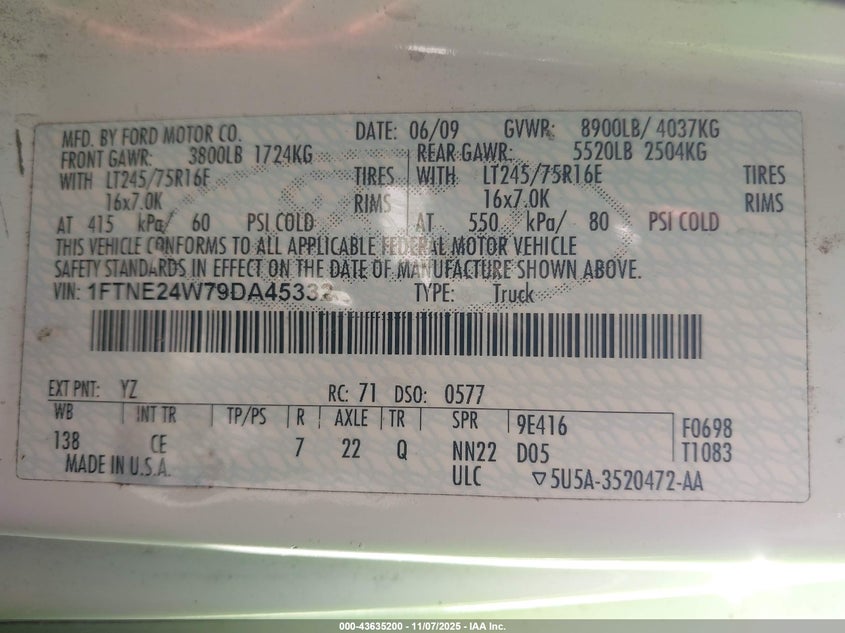 MFD. BY FORD MOTOR CO. DATE: 06/09 GVWR: 8900LB/ 4037KG
FRONT GAWR: 3800LB 1724KG REAR GAWR: 5520LB 2504KG
WITH LT245/75R16E TIRES WITH LT245/75R16E TIRES
16x7.0K RIMS 16x7.0K RIMS
AT 415 kPa/ 60 PSI COLD AT 550 kPa/ 80 PSI COLD
THIS VEHICLE CONFORMS TO ALL APPLICABLE FEDERAL MOTOR VEHICLE
SAFETY STANDARDS IN EFFECT ON THE DATE OF MANUFACTURE SHOWN ABOVE.
VIN: 1FTNE24W79DA45332 TYPE: Truck
EXT PNT: YZ RC: 71 DSO: 0577
WB INT TR TP/PS R AXLE TR SPR 9E416 F0698
138 CE 7 22 Q NN22 D05 T1083
MADE IN U.S.A. ULC ▽5U5A-3520472-AA
000-43635200 - 11/07/2025 - IAA Inc.